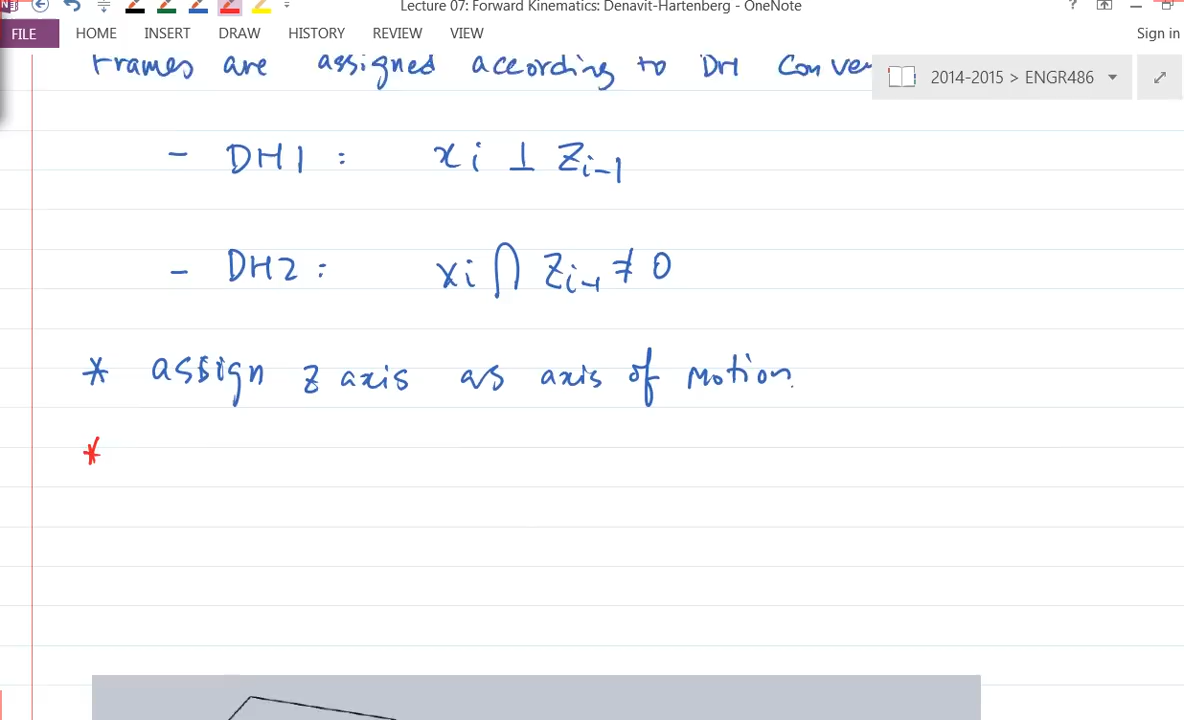 Lecture 07: Forward Kinematics: Denavit-Hartenberg - OneNote
?
FILE HOME INSERT DRAW HISTORY REVIEW VIEW Sign in
Frames are assigned according to DH Conve
2014-2015 > ENGR486
- DH1 : xi ⊥ Zi-1
- DH2 : xi ∩ Zi-1 ≠ 0
* assign z axis as axis of motion.
*